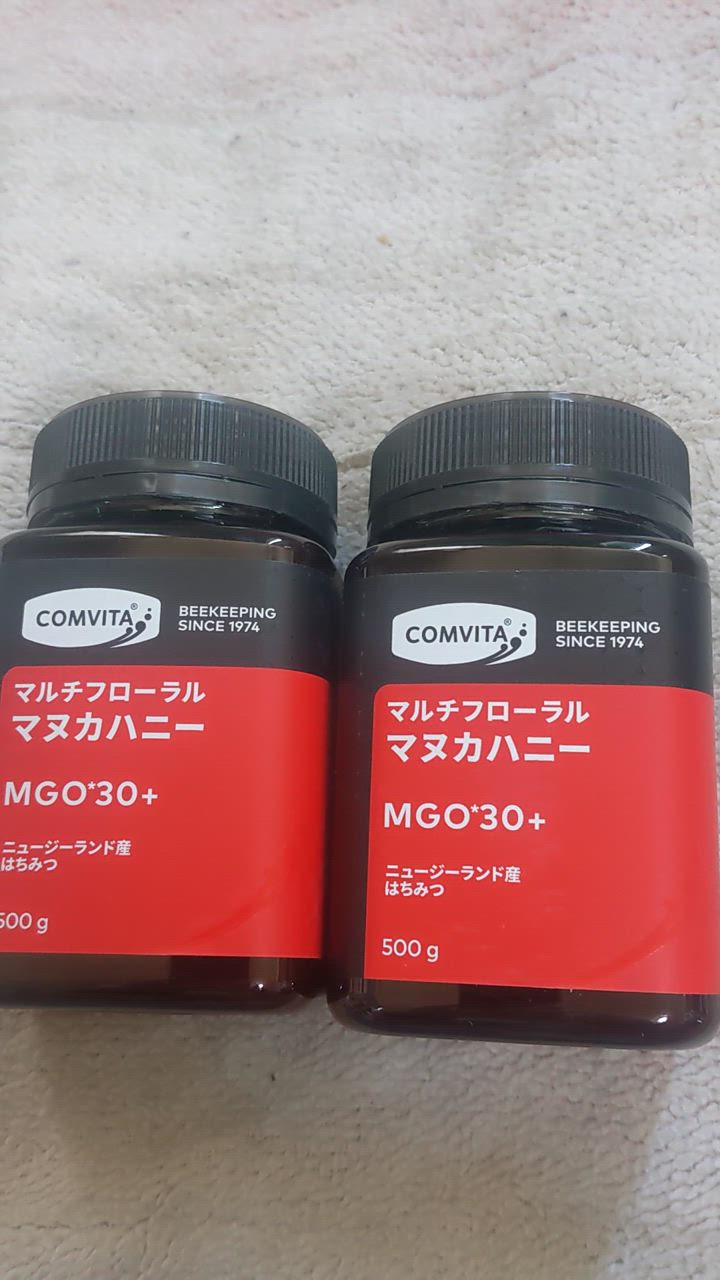 COMVITA®
BEEKEEPING
SINCE 1974
マルチフローラル
マヌカハニー
MGO*30+
ニュージーランド産
はちみつ
500 g
COMVITA®
BEEKEEPING
SINCE 1974
マルチフローラル
マヌカハニー
MGO*30+
ニュージーランド産
はちみつ
500 g